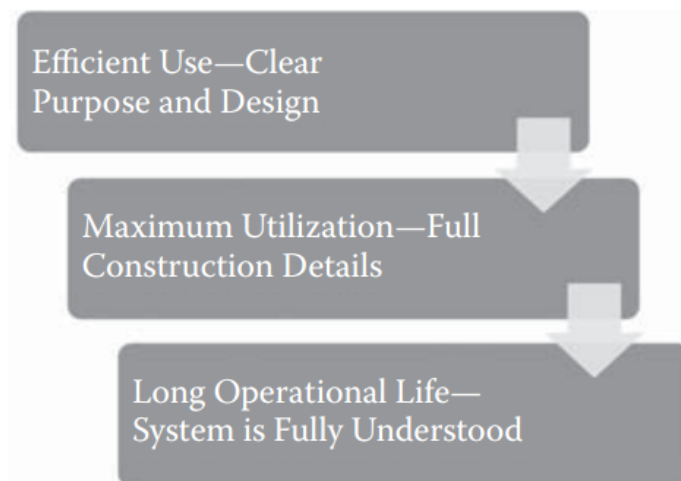 Efficient Use—Clear
Purpose and Design
Maximum Utilization—Full
Construction Details
Long Operational Life—
System is Fully Understood